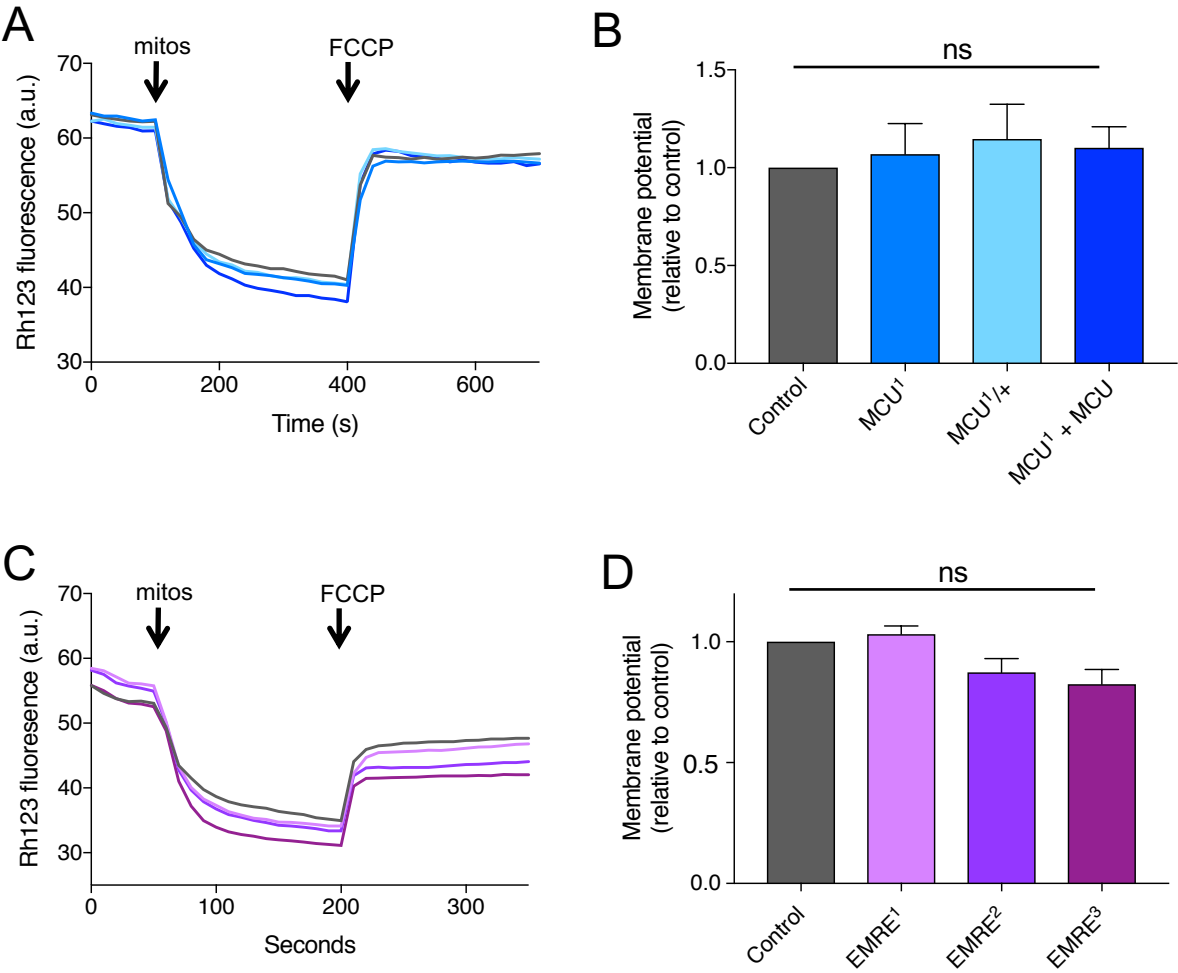 A
mitos
FCCP
70
60
50
40
30
0
200
400
600
Rh123 fluorescence (a.u.)
Time (s)
B
ns
1.5
1.0
0.5
0.0
Membrane potential
(relative to control)
Control
MCU¹
MCU¹/+
MCU¹ + MCU
C
mitos
FCCP
70
60
50
40
30
0
100
200
300
Rh123 fluoresence (a.u.)
Seconds
D
ns
1.0
0.5
0.0
Membrane potential
(relative to control)
Control
EMRE¹
EMRE²
EMRE³